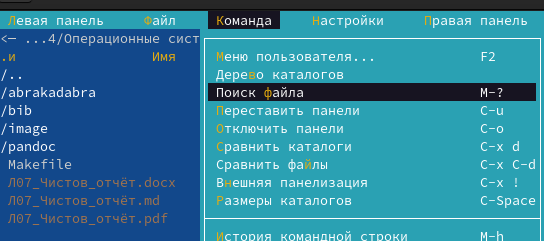 Левая панель Файл Команда Настройки Правая панель
<— ...4/Операционные сист
.и Имя
/..
/abrakadabra
/bib
/image
/pandoc
Makefile
Л07_Чистов_отчёт.docx
Л07_Чистов_отчёт.md
Л07_Чистов_отчёт.pdf
Меню пользователя... F2
Дерево каталогов
Поиск файла M-?
Переставить панели C-u
Отключить панели C-o
Сравнить каталоги C-x d
Сравнить файлы C-x C-d
Внешняя панелизация C-x !
Размеры каталогов C-Space
История командной строки M-h